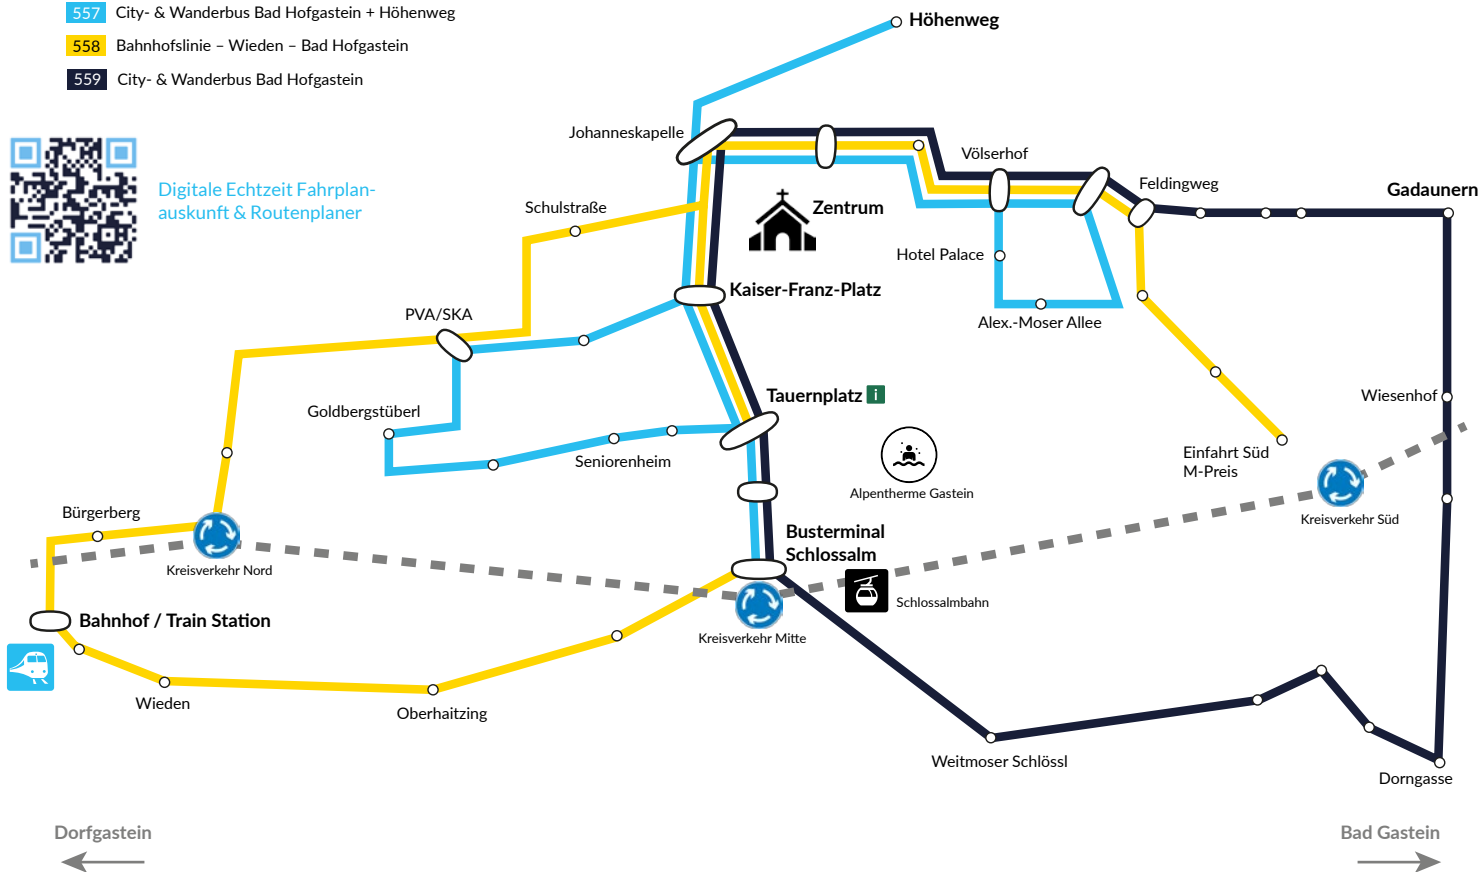 557 City- & Wanderbus Bad Hofgastein + Höhenweg
558 Bahnhofslinie – Wieden – Bad Hofgastein
559 City- & Wanderbus Bad Hofgastein
Höhenweg
Johanneskapelle
Völserhof
Digitale Echtzeit Fahrplan-
auskunft & Routenplaner
Feldingweg
Gadaunern
Schulstraße
Zentrum
Hotel Palace
Kaiser-Franz-Platz
PVA/SKA
Alex.-Moser Allee
Tauernplatz i
Wiesenhof
Goldbergstüberl
Seniorenheim
Einfahrt Süd
M-Preis
Alpentherme Gastein
Bürgerberg
Kreisverkehr Süd
Busterminal
Schlossalm
Kreisverkehr Nord
Schlossalmbahn
Bahnhof / Train Station
Kreisverkehr Mitte
Wieden
Oberhaitzing
Weitmoser Schlössl
Dorngasse
Dorfgastein
Bad Gastein